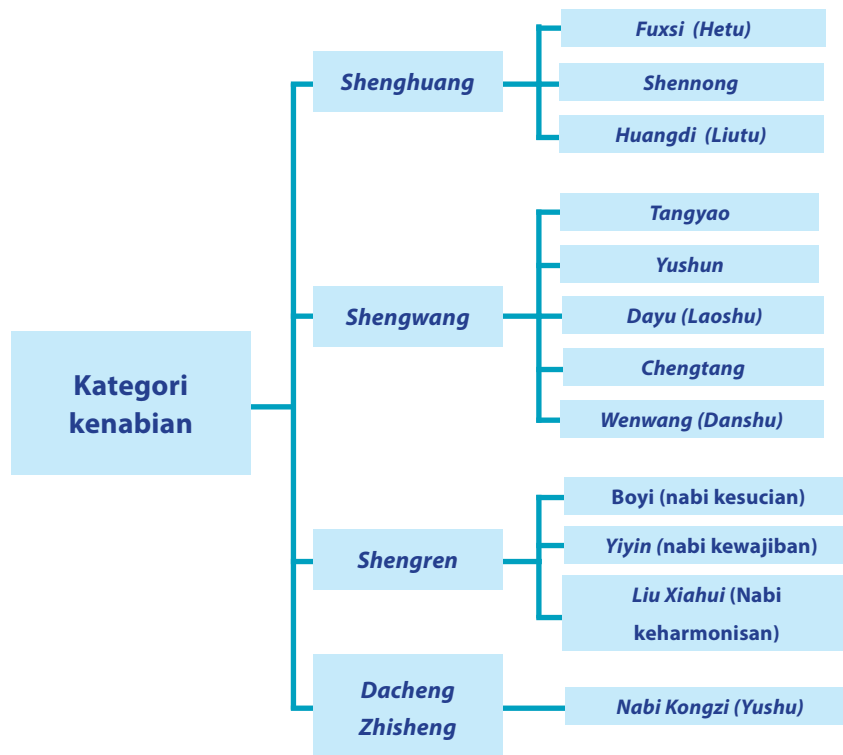 Kategori
kenabian
Shenghuang
Fuxsi (Hetu)
Shennong
Huangdi (Liutu)
Shengwang
Tangyao
Yushun
Dayu (Laoshu)
Chengtang
Wenwang (Danshu)
Shengren
Boyi (nabi kesucian)
Yiyin (nabi kewajiban)
Liu Xiahui (Nabi
keharmonisan)
Dacheng
Zhisheng
Nabi Kongzi (Yushu)